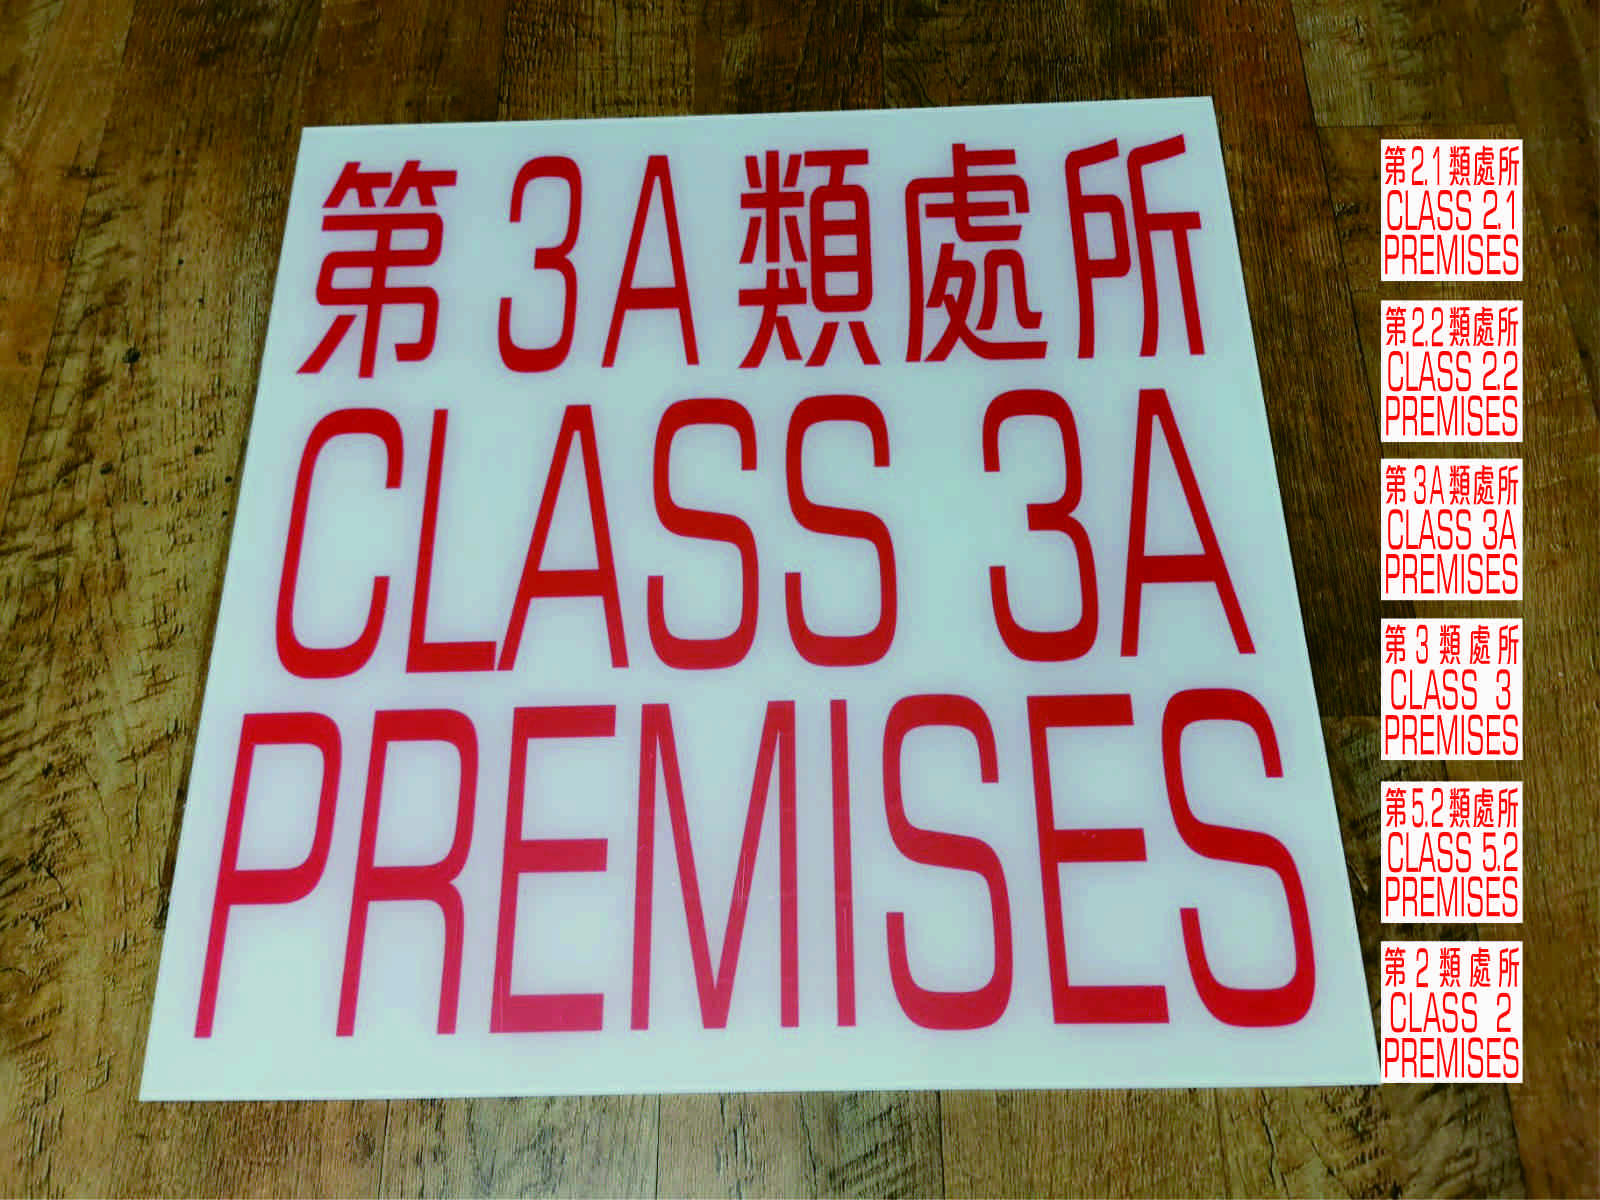 第 3A 類處所
CLASS 3A
PREMISES
第 2.1 類處所
CLASS 2.1
PREMISES
第 2.2 類處所
CLASS 2.2
PREMISES
第 3A 類處所
CLASS 3A
PREMISES
第 3 類處所
CLASS 3
PREMISES
第 5.2 類處所
CLASS 5.2
PREMISES
第 2 類處所
CLASS 2
PREMISES